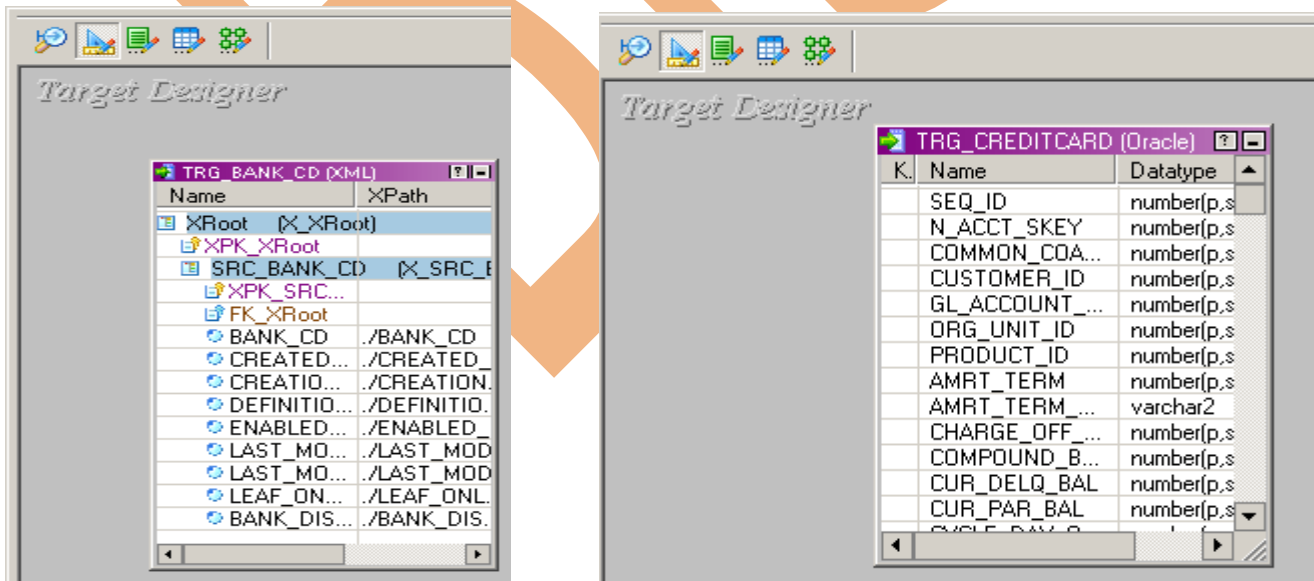 Target Designer
TRG_BANK_CD (XML)
Name XPath
XRoot (X_XRoot)
XPK_XRoot
SRC_BANK_CD (X_SRC_B
XPK_SRC...
FK_XRoot
BANK_CD ./BANK_CD
CREATED... ./CREATED_
CREATIO... ./CREATION.
DEFINITIO... ./DEFINITIO.
ENABLED... ./ENABLED_
LAST_MO... ./LAST_MOD
LAST_MO... ./LAST_MOD
LEAF_ON... ./LEAF_ONL.
BANK_DIS... ./BANK_DIS.
Target Designer
TRG_CREDITCARD (Oracle)
K. Name Datatype
SEQ_ID number(p,s
N_ACCT_SKEY number(p,s
COMMON_COA... number(p,s
CUSTOMER_ID number(p,s
GL_ACCOUNT_... number(p,s
ORG_UNIT_ID number(p,s
PRODUCT_ID number(p,s
AMRT_TERM number(p,s
AMRT_TERM_... varchar2
CHARGE_OFF_... number(p,s
COMPOUND_B... number(p,s
CUR_DELQ_BAL number(p,s
CUR_PAR_BAL number(p,s